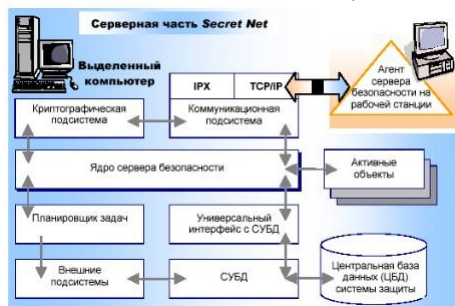 Серверная часть Secret Net
Выделенный
компьютер
IPX TCP/IP
Агент
сервера
безопасности на
рабочей станции
Криптографическая
подсистема
Коммуникационная
подсистема
Ядро сервера безопасности
Активные
объекты
Планировщик задач
Универсальный
интерфейс с СУБД
Внешние
подсистемы
СУБД
Центральная база
данных (ЦБД)
системы защиты